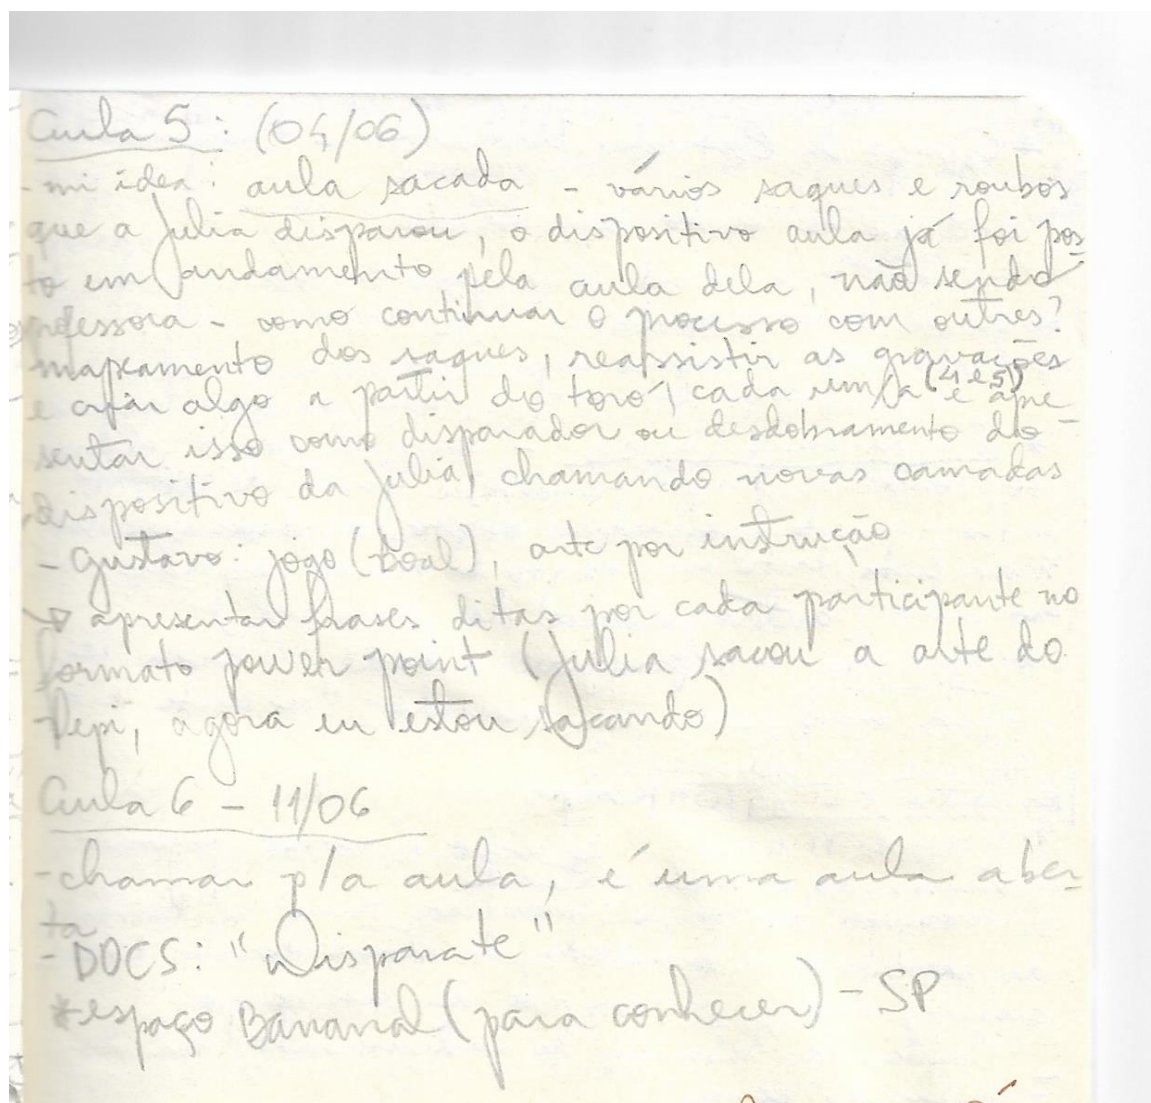 Aula 5: (04/06)
- mi idea: aula sacada - vários saques e roubos
que a Julia disparou, o dispositivo aula já foi pos-
to em andamento pela aula dela, não sendo
professora - como continuar o processo com outres?
mapeamento dos saques, reassistir as gravações
(4 e 5)
e criar algo a partir do toró, cada um/a e apre-
sentar isso como disparador ou desdobramento do
dispositivo da Julia, chamando novas camadas
- Gustavo: jogo (Boal), arte por instrução
↳ apresentar frases ditas por cada participante no
formato power point (Julia sacou a arte do
Pepi, agora eu estou sacando)
Aula 6 - 11/06
- chamar p/a aula, é uma aula aber-
ta
- DOCS: "Disparate"
*espaço Bananal (para conhecer) - SP